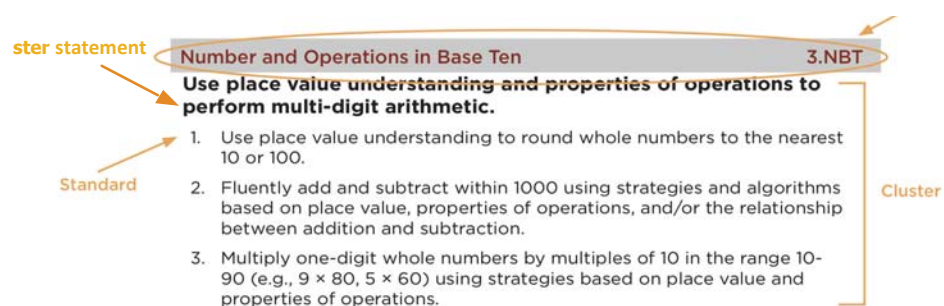 ster statement
Number and Operations in Base Ten 3.NBT
Use place value understanding and properties of operations to
perform multi-digit arithmetic.
1. Use place value understanding to round whole numbers to the nearest
10 or 100.
Standard
2. Fluently add and subtract within 1000 using strategies and algorithms
based on place value, properties of operations, and/or the relationship
between addition and subtraction.
Cluster
3. Multiply one-digit whole numbers by multiples of 10 in the range 10-
90 (e.g., 9 × 80, 5 × 60) using strategies based on place value and
properties of operations.